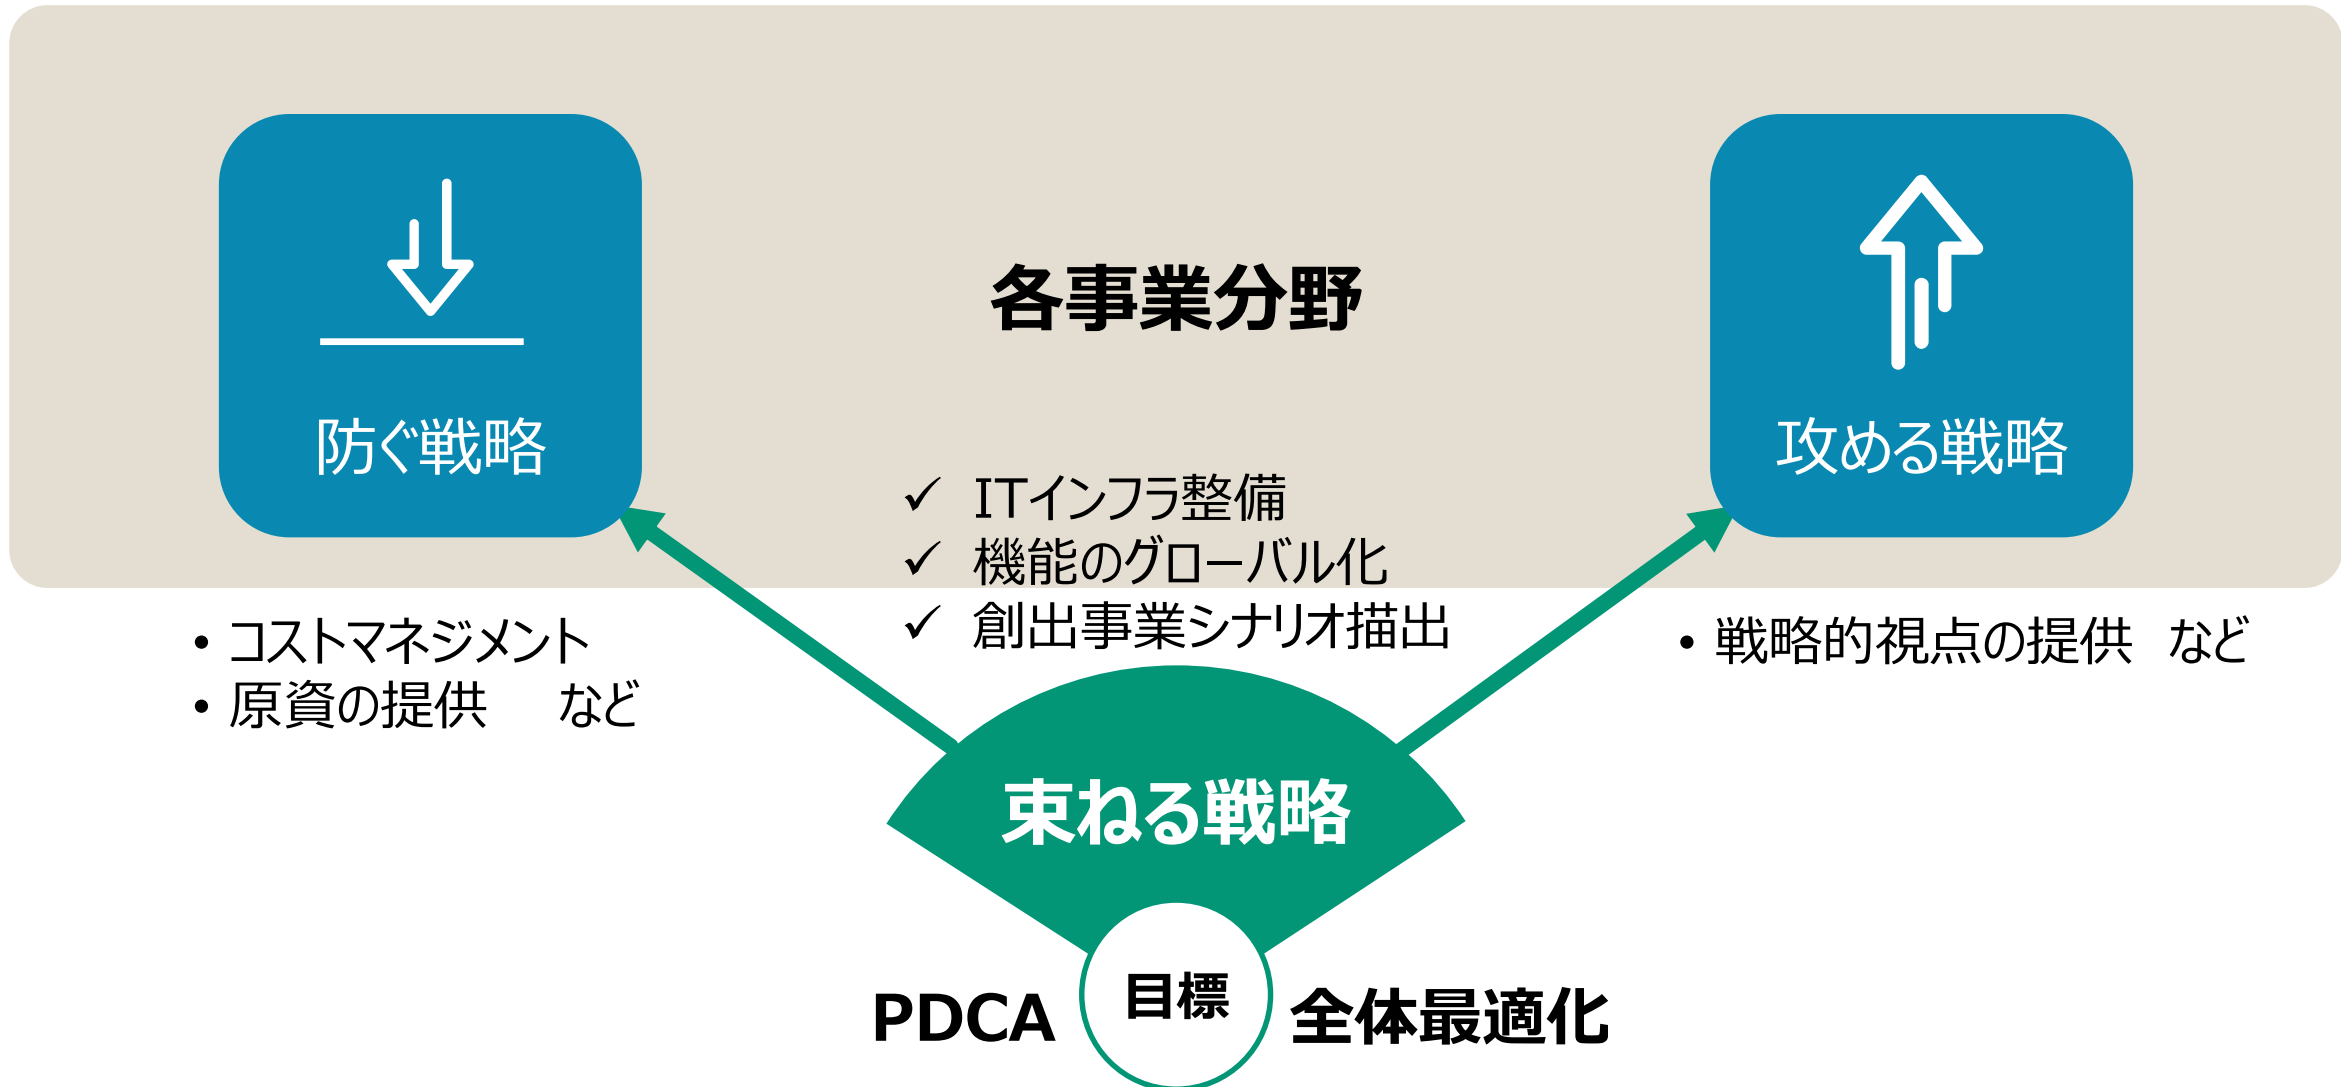 各事業分野
防ぐ戦略
攻める戦略
✓ ITインフラ整備
✓ 機能のグローバル化
✓ 創出事業シナリオ描出
• コストマネジメント
• 原資の提供　など
• 戦略的視点の提供　など
束ねる戦略
PDCA
目標
全体最適化